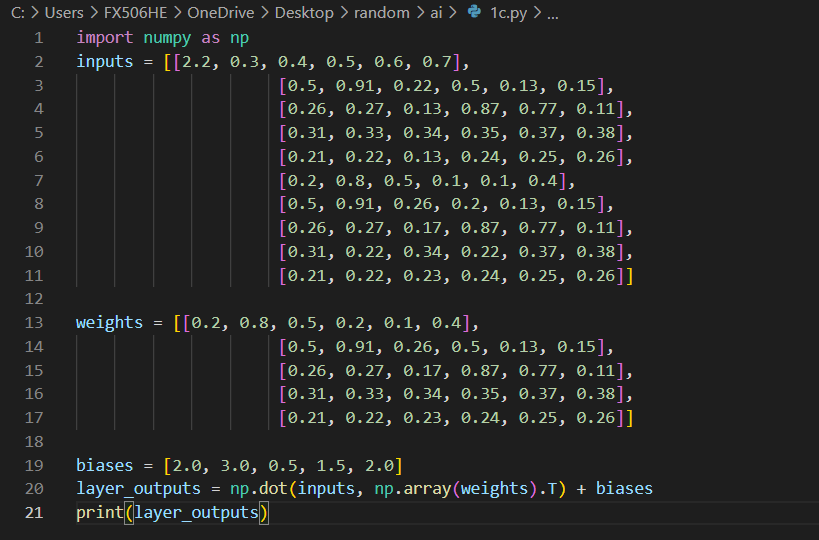 C: > Users > FX506HE > OneDrive > Desktop > random > ai > 1c.py > ...
1 import numpy as np
2 inputs = [[2.2, 0.3, 0.4, 0.5, 0.6, 0.7],
3 [0.5, 0.91, 0.22, 0.5, 0.13, 0.15],
4 [0.26, 0.27, 0.13, 0.87, 0.77, 0.11],
5 [0.31, 0.33, 0.34, 0.35, 0.37, 0.38],
6 [0.21, 0.22, 0.13, 0.24, 0.25, 0.26],
7 [0.2, 0.8, 0.5, 0.1, 0.1, 0.4],
8 [0.5, 0.91, 0.26, 0.2, 0.13, 0.15],
9 [0.26, 0.27, 0.17, 0.87, 0.77, 0.11],
10 [0.31, 0.22, 0.34, 0.22, 0.37, 0.38],
11 [0.21, 0.22, 0.23, 0.24, 0.25, 0.26]]
12
13 weights = [[0.2, 0.8, 0.5, 0.2, 0.1, 0.4],
14 [0.5, 0.91, 0.26, 0.5, 0.13, 0.15],
15 [0.26, 0.27, 0.17, 0.87, 0.77, 0.11],
16 [0.31, 0.33, 0.34, 0.35, 0.37, 0.38],
17 [0.21, 0.22, 0.23, 0.24, 0.25, 0.26]]
18
19 biases = [2.0, 3.0, 0.5, 1.5, 2.0]
20 layer_outputs = np.dot(inputs, np.array(weights).T) + biases
21 print(layer_outputs)